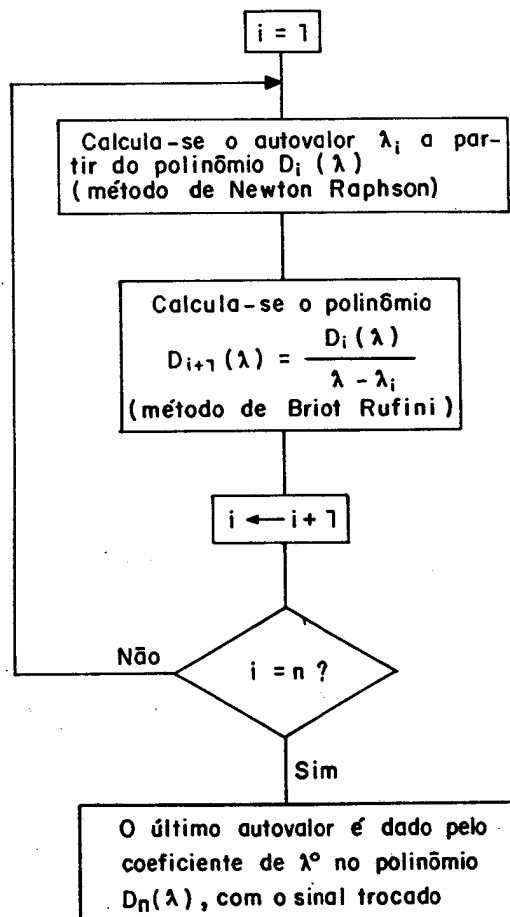 i = 1
Calcula-se o autovalor λi a par-
tir do polinômio Di (λ)
(método de Newton Raphson)
Calcula-se o polinômio
Di+1 (λ) = Di (λ) / λ - λi
(método de Briot Rufini)
i ← i + 1
Não
i = n ?
Sim
O último autovalor é dado pelo
coeficiente de λ° no polinômio
Dn(λ), com o sinal trocado